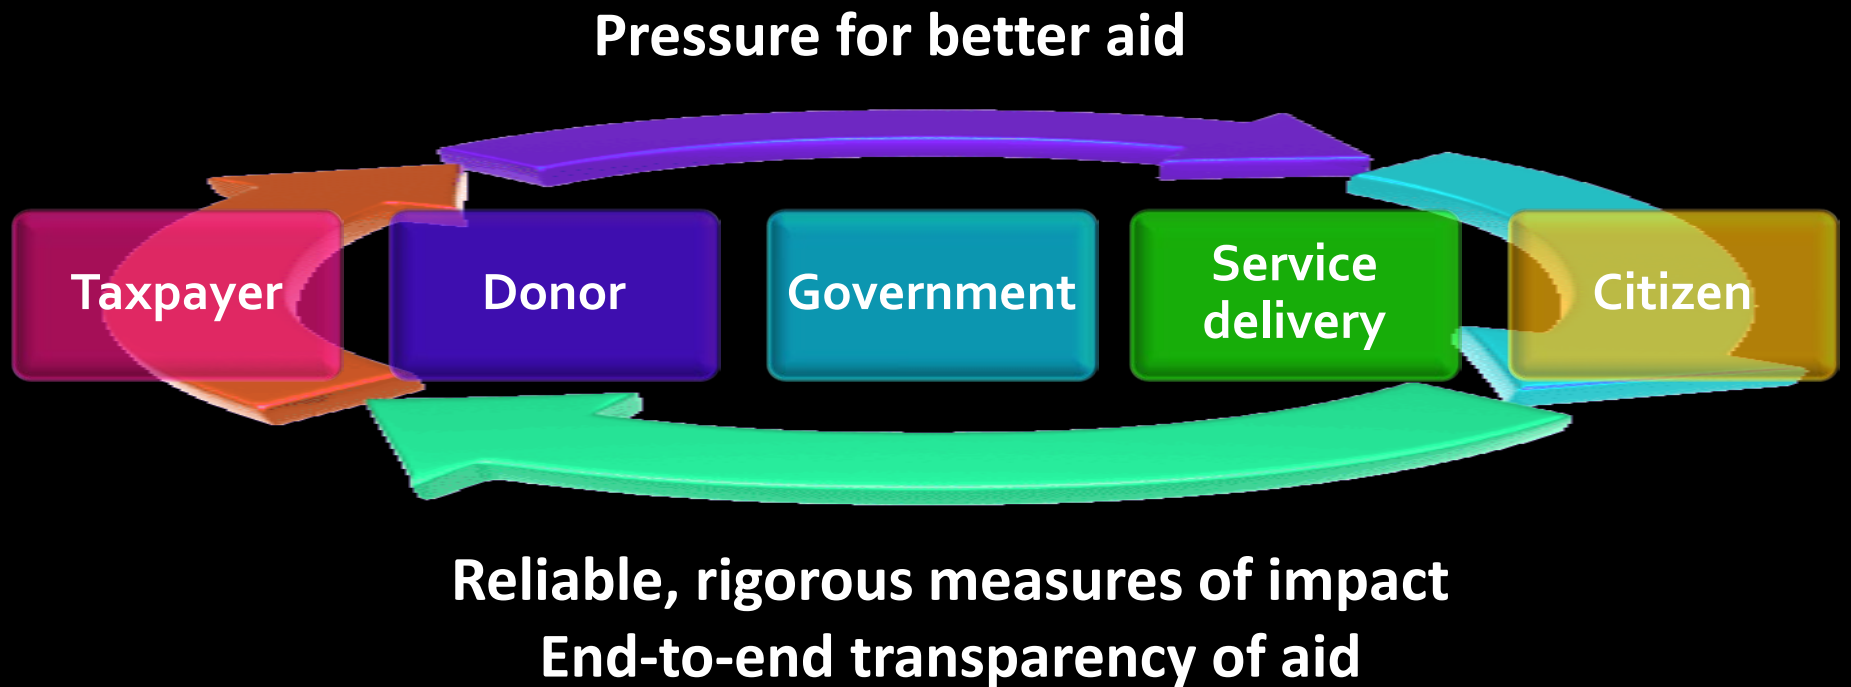 Pressure for better aid
Taxpayer
Donor
Government
Service
delivery
Citizen
Reliable, rigorous measures of impact
End-to-end transparency of aid